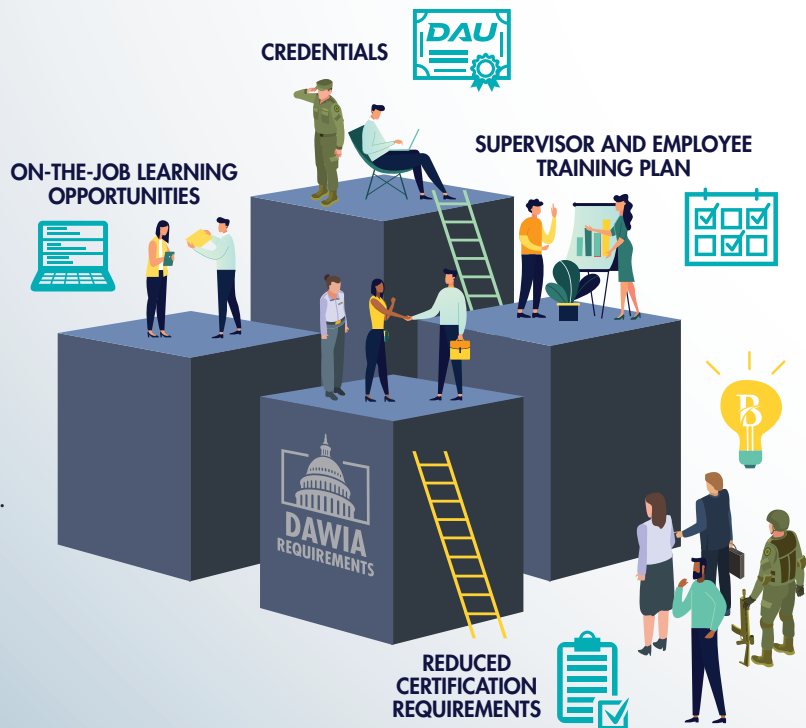 CREDENTIALS
DAU
SUPERVISOR AND EMPLOYEE
TRAINING PLAN
ON-THE-JOB LEARNING
OPPORTUNITIES
B
DAWIA
REQUIREMENTS
REDUCED
CERTIFICATION
REQUIREMENTS